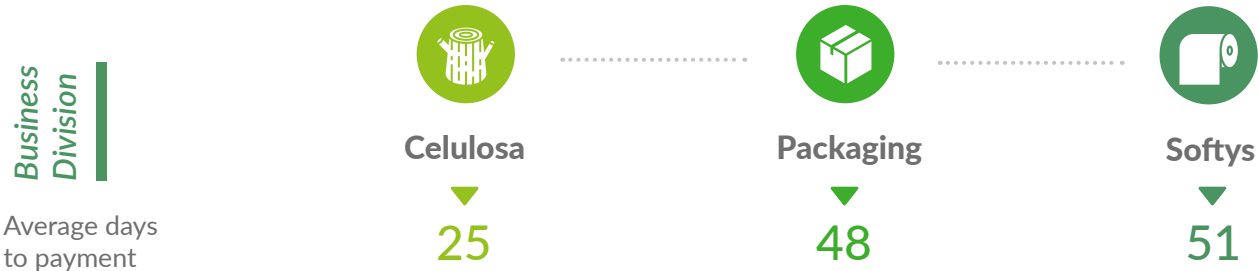 Business
Division
Celulosa
Packaging
Softys
Average days
to payment
25
48
51